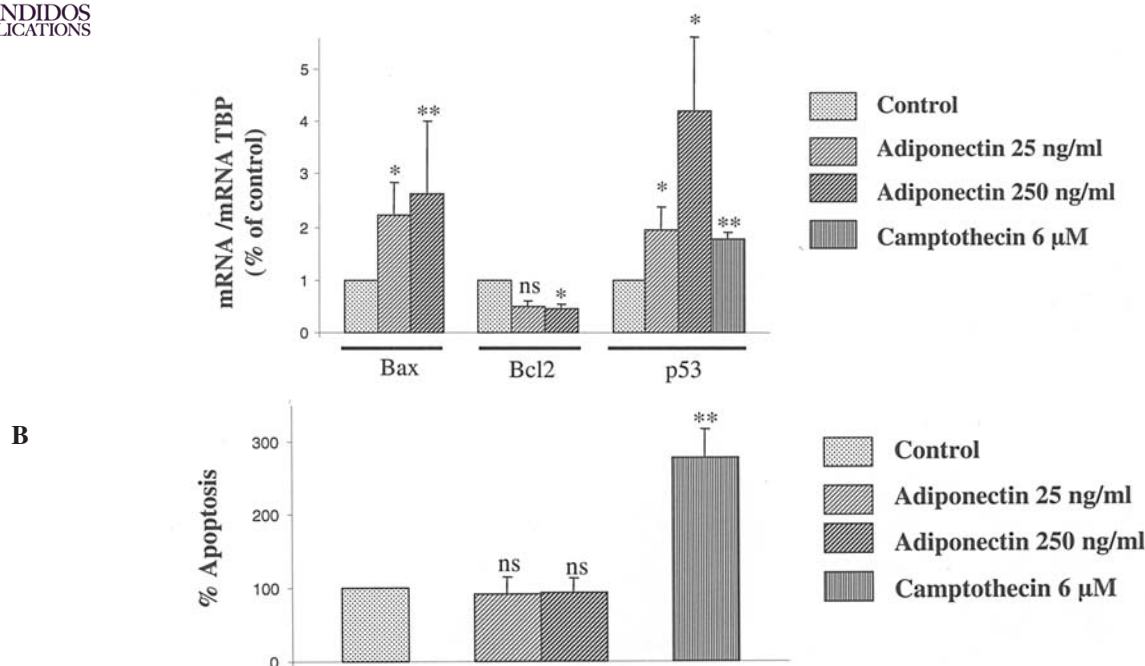 NDIDOS
LICATIONS
mRNA /mRNA TBP
(% of control)
5
4
3
2
1
0
*
**
ns
*
*
*
**
Bax
Bcl2
p53
Control
Adiponectin 25 ng/ml
Adiponectin 250 ng/ml
Camptothecin 6 µM
B
% Apoptosis
300
200
100
0
ns
ns
**
Control
Adiponectin 25 ng/ml
Adiponectin 250 ng/ml
Camptothecin 6 µM